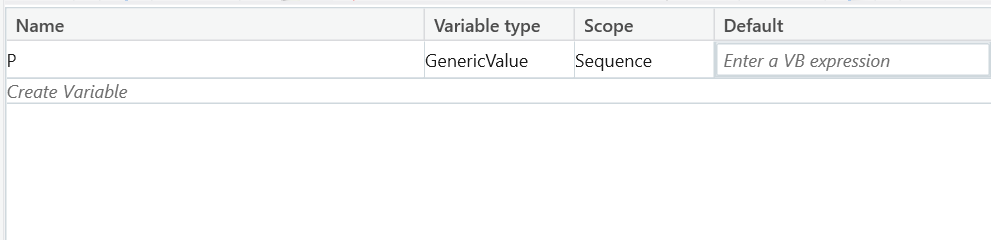 Name Variable type Scope Default
P GenericValue Sequence Enter a VB expression
Create Variable